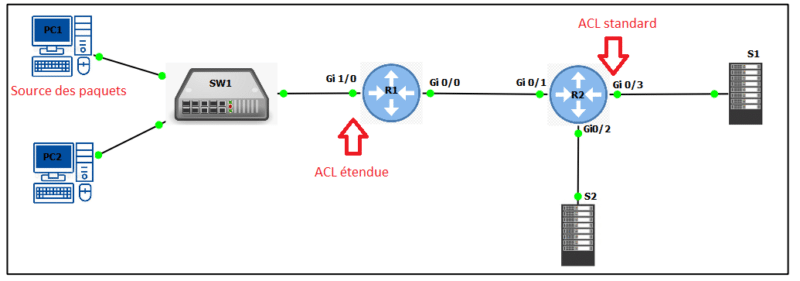 ACL standard
PC1
S1
SW1
Gi 1/0
R1
Gi 0/0
Gi 0/1
R2
Gi 0/3
Source des paquets
Gi0/2
PC2
ACL étendue
S2